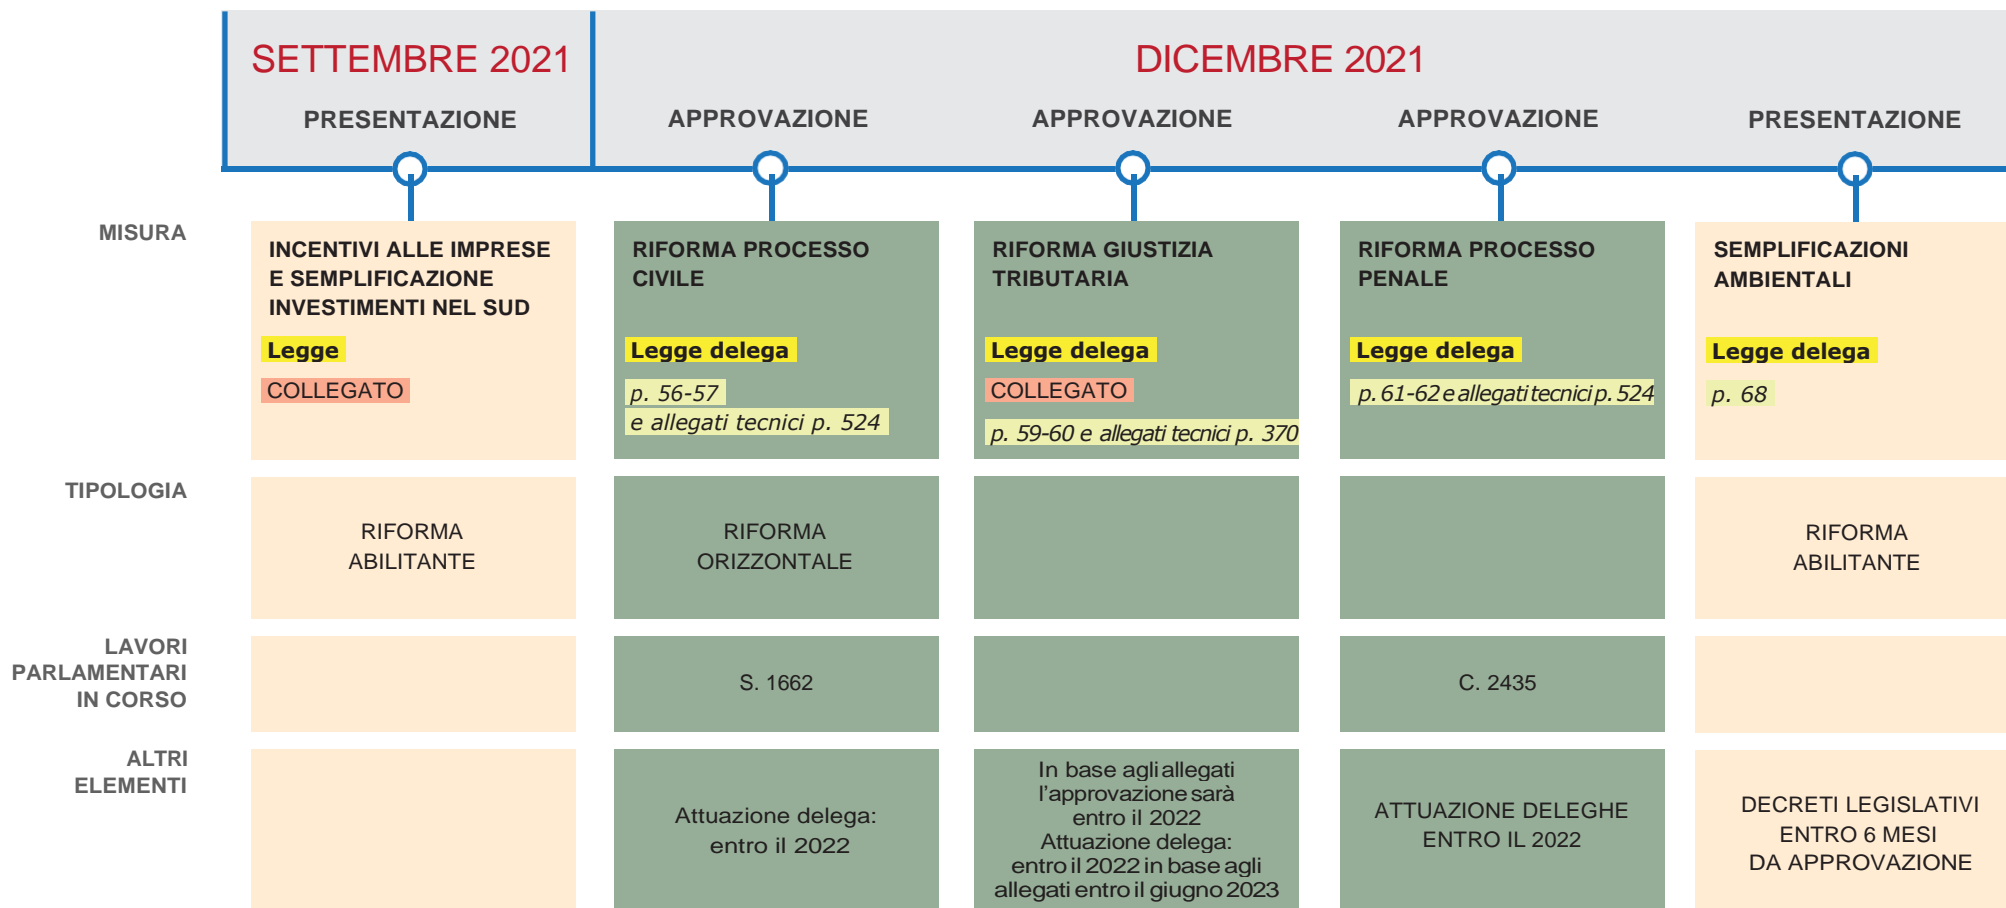 SETTEMBRE 2021
DICEMBRE 2021
PRESENTAZIONE
APPROVAZIONE
APPROVAZIONE
APPROVAZIONE
PRESENTAZIONE
MISURA
INCENTIVI ALLE IMPRESE
E SEMPLIFICAZIONE
INVESTIMENTI NEL SUD
Legge
COLLEGATO
RIFORMA PROCESSO
CIVILE
Legge delega
p. 56-57
e allegati tecnici p. 524
RIFORMA GIUSTIZIA
TRIBUTARIA
Legge delega
COLLEGATO
p. 59-60 e allegati tecnici p. 370
RIFORMA PROCESSO
PENALE
Legge delega
p. 61-62 e allegati tecnici p. 524
SEMPLIFICAZIONI
AMBIENTALI
Legge delega
p. 68
TIPOLOGIA
RIFORMA
ABILITANTE
RIFORMA
ORIZZONTALE
RIFORMA
ABILITANTE
LAVORI
PARLAMENTARI
IN CORSO
S. 1662
C. 2435
ALTRI
ELEMENTI
Attuazione delega:
entro il 2022
In base agli allegati
l'approvazione sarà
entro il 2022
Attuazione delega:
entro il 2022 in base agli
allegati entro il giugno 2023
ATTUAZIONE DELEGHE
ENTRO IL 2022
DECRETI LEGISLATIVI
ENTRO 6 MESI
DA APPROVAZIONE